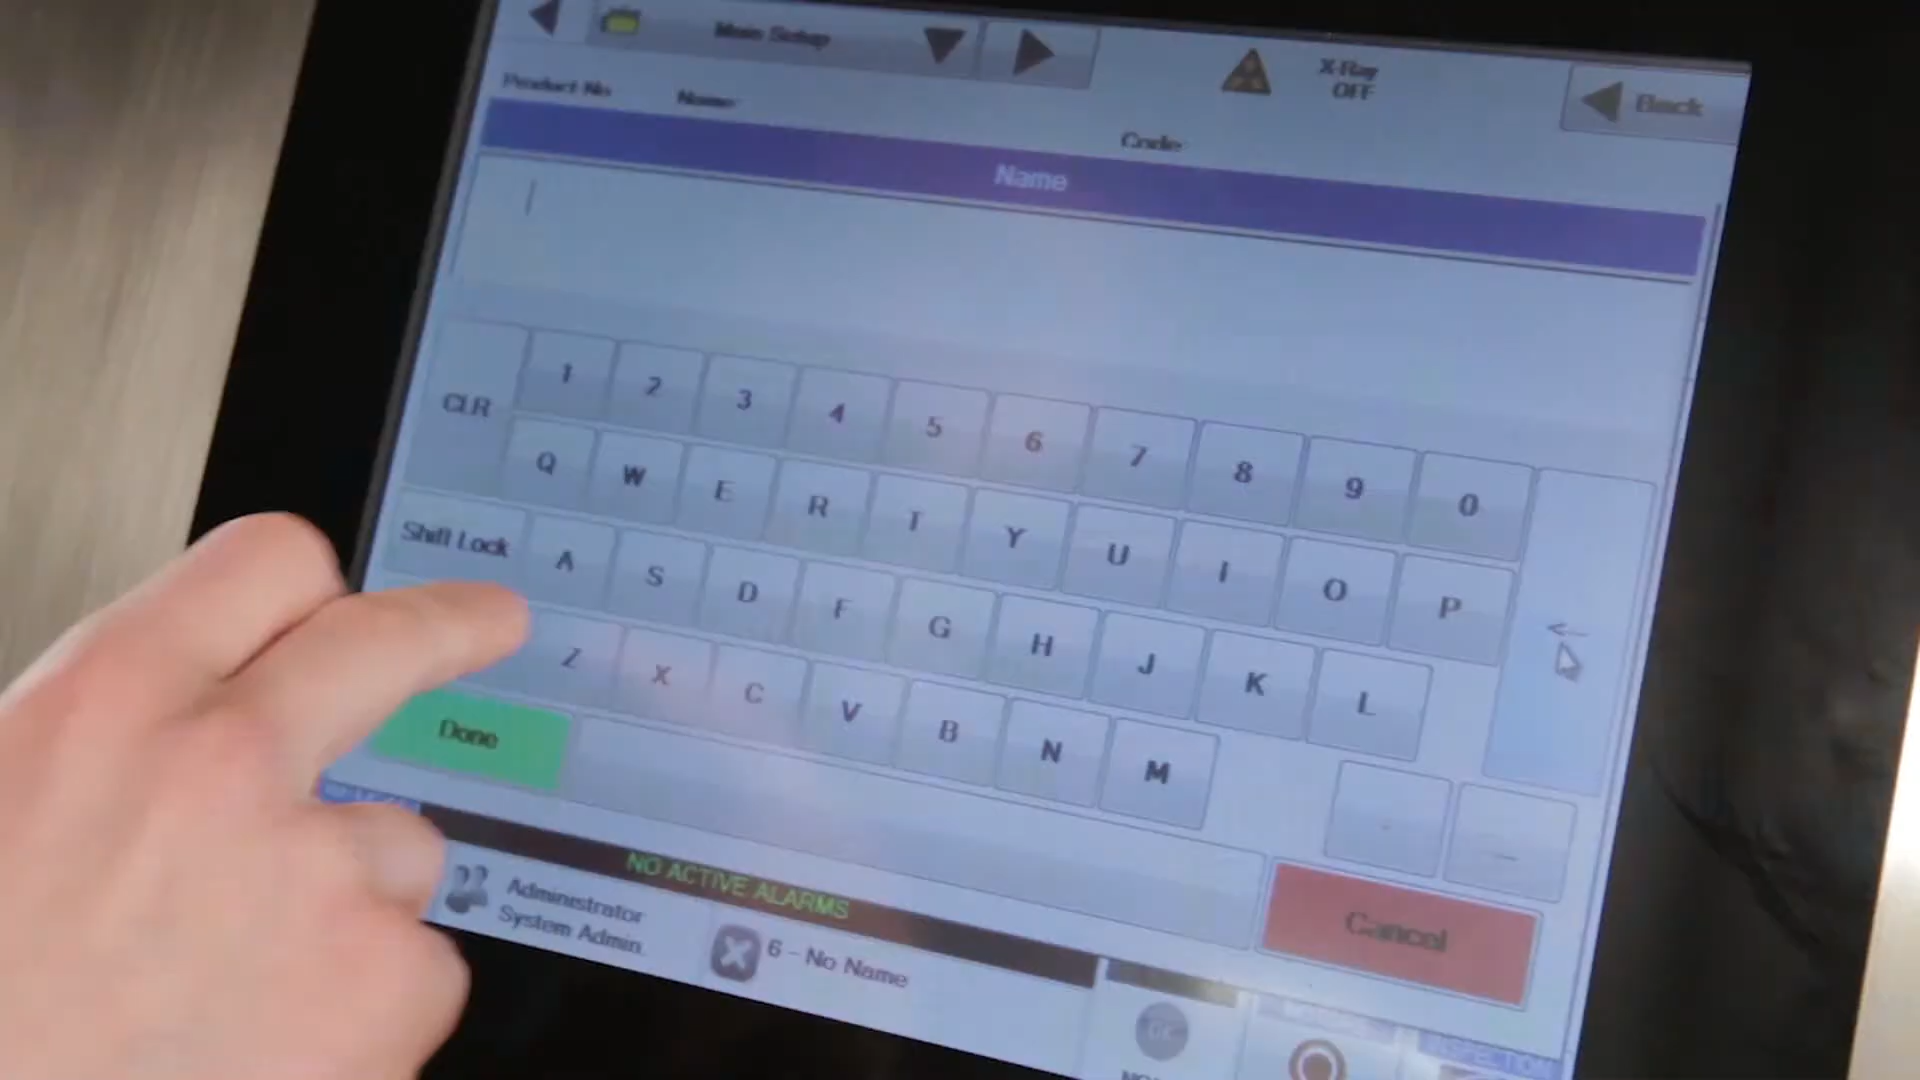 Main Setup
X-Ray
OFF
Back
Product No
Name:
Code
Name
1 2 3 4 5 6 7 8 9 0
CLR
Q W E R T Y U I O P
Shift Lock
A S D F G H J K L
←
Z X C V B N M
Done
Cancel
NO ACTIVE ALARMS
Administrator
System Admin.
6 - No Name